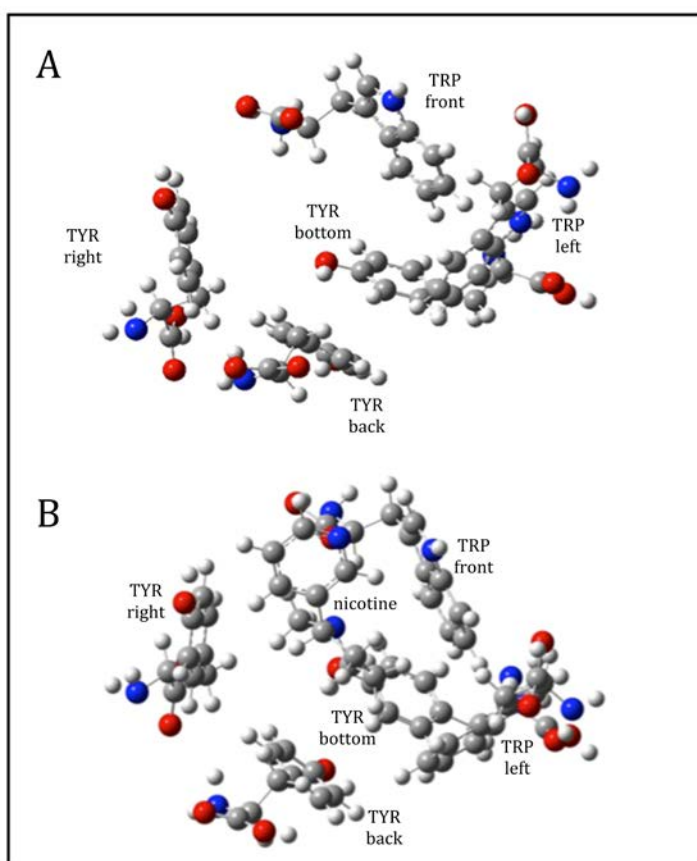 A
TRP
front
TYR
bottom
TRP
left
TYR
right
TYR
back
B
TRP
front
TYR
right
nicotine
TYR
bottom
TRP
left
TYR
back